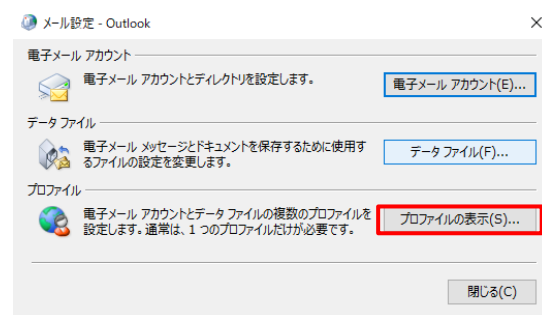 メール設定 - Outlook
電子メール アカウント
電子メール アカウントとディレクトリを設定します。
電子メール アカウント(E)...
データ ファイル
電子メール メッセージとドキュメントを保存するために使用す
るファイルの設定を変更します。
データ ファイル(F)...
プロファイル
電子メール アカウントとデータ ファイルの複数のプロファイルを
設定します。通常は、1 つのプロファイルだけが必要です。
プロファイルの表示(S)...
閉じる(C)